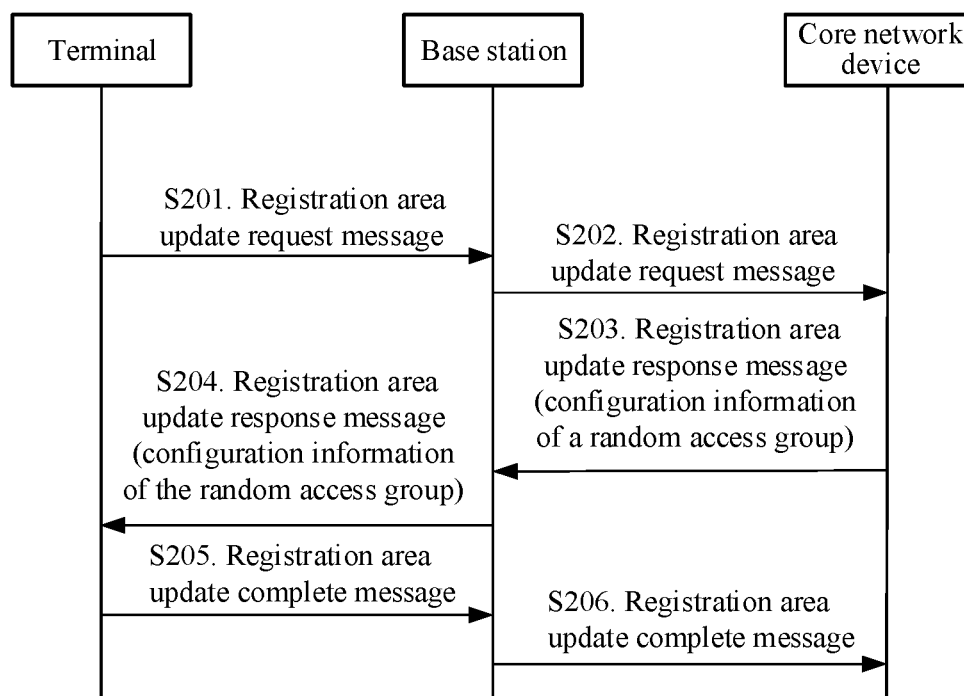 Terminal
Base station
Core network
device
S201. Registration area
update request message
S202. Registration area
update request message
S203. Registration area
update response message
(configuration information
of a random access group)
S204. Registration area
update response message
(configuration information
of the random access group)
S205. Registration area
update complete message
S206. Registration area
update complete message